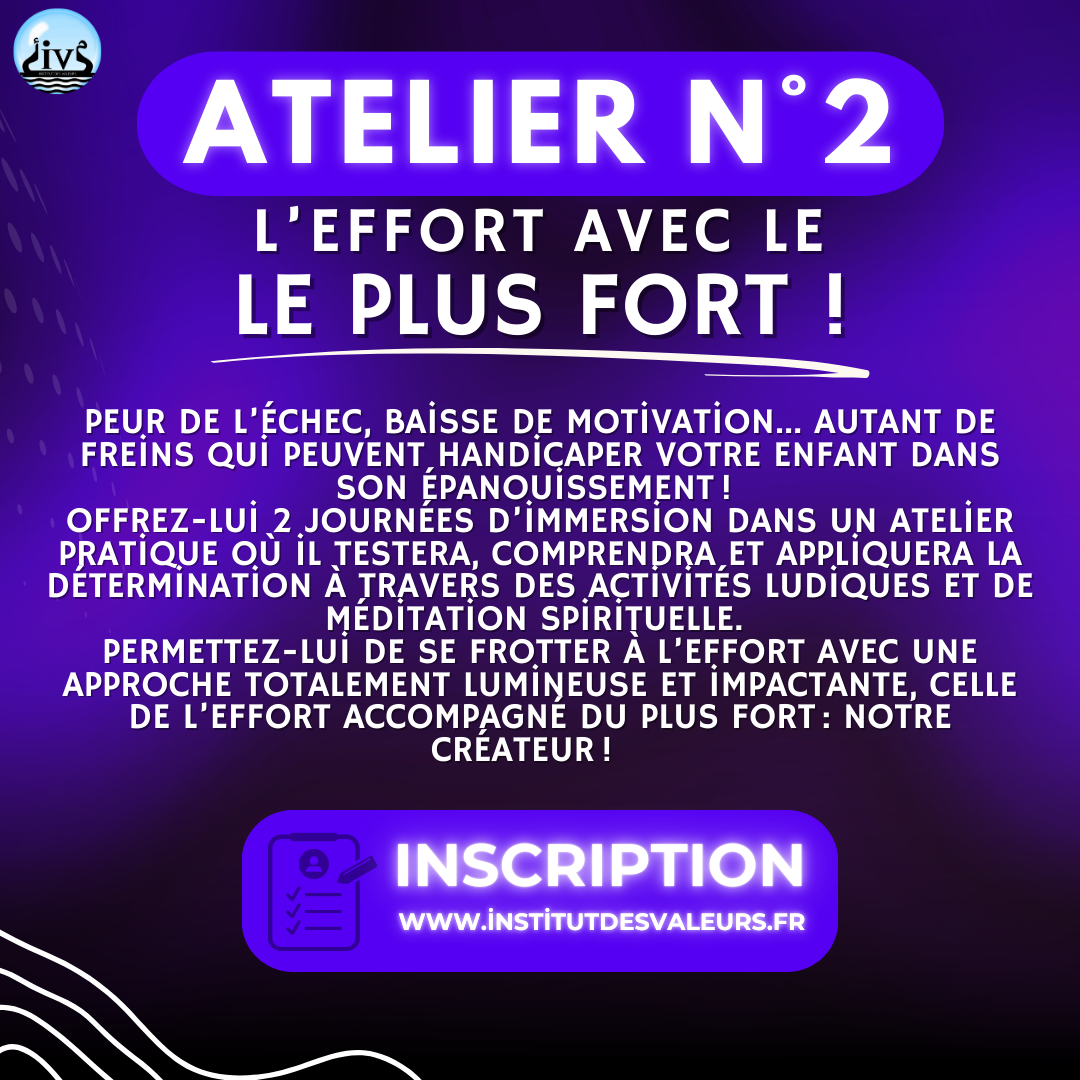 ivs
INSTITUT DES VALEURS
ATELIER N°2
L'EFFORT AVEC LE
LE PLUS FORT !
PEUR DE L'ÉCHEC, BAISSE DE MOTIVATION... AUTANT DE
FREINS QUI PEUVENT HANDICAPER VOTRE ENFANT DANS
SON ÉPANOUISSEMENT !
OFFREZ-LUI 2 JOURNÉES D'IMMERSION DANS UN ATELIER
PRATIQUE OÙ IL TESTERA, COMPRENDRA ET APPLIQUERA LA
DÉTERMINATION À TRAVERS DES ACTIVITÉS LUDIQUES ET DE
MÉDITATION SPIRITUELLE.
PERMETTEZ-LUI DE SE FROTTER À L'EFFORT AVEC UNE
APPROCHE TOTALEMENT LUMINEUSE ET IMPACTANTE, CELLE
DE L'EFFORT ACCOMPAGNÉ DU PLUS FORT : NOTRE
CRÉATEUR !
INSCRIPTION
WWW.INSTITUTDESVALEURS.FR